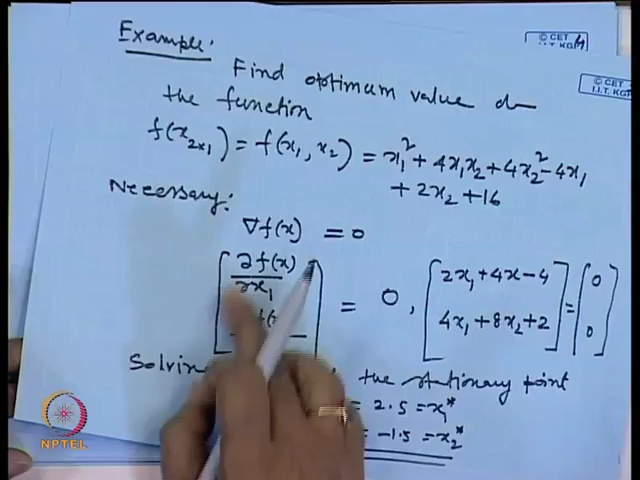 Example:
© CET
I.I.T. KGP
© CET
I.I.T. KGP
Find optimum value
the function
f(x₂ₓ₁) = f(x₁, x₂) = x₁² + 4x₁x₂ + 4x₂² - 4x₁
+ 2x₂ + 16
Necessary:
∇f(x) = 0
∂f(x)
∂x₁
= 0, [2x₁ + 4x - 4
4x₁ + 8x₂ + 2] = [0
0]
the stationary point
= 2.5 = x₁*
= -1.5 = x₂*
NPTEL